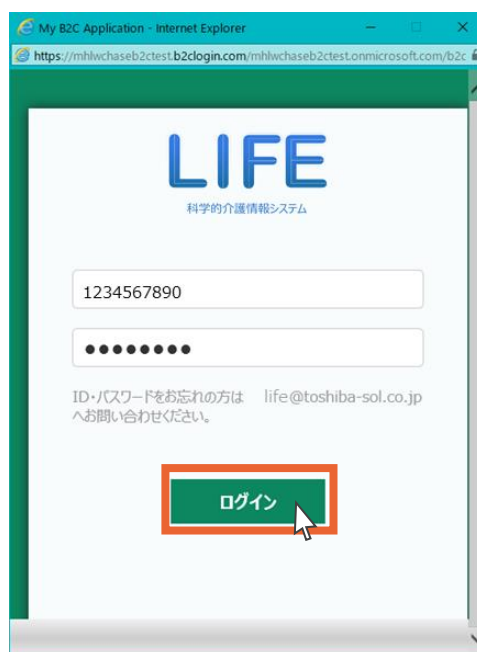 My B2C Application - Internet Explorer
https://mhlwchaseb2ctest.b2clogin.com/mhlwchaseb2ctest.onmicrosoft.com/b2c
LIFE
科学的介護情報システム
1234567890
●●●●●●●●
ID・パスワードをお忘れの方は life@toshiba-sol.co.jp
へお問い合わせください。
ログイン